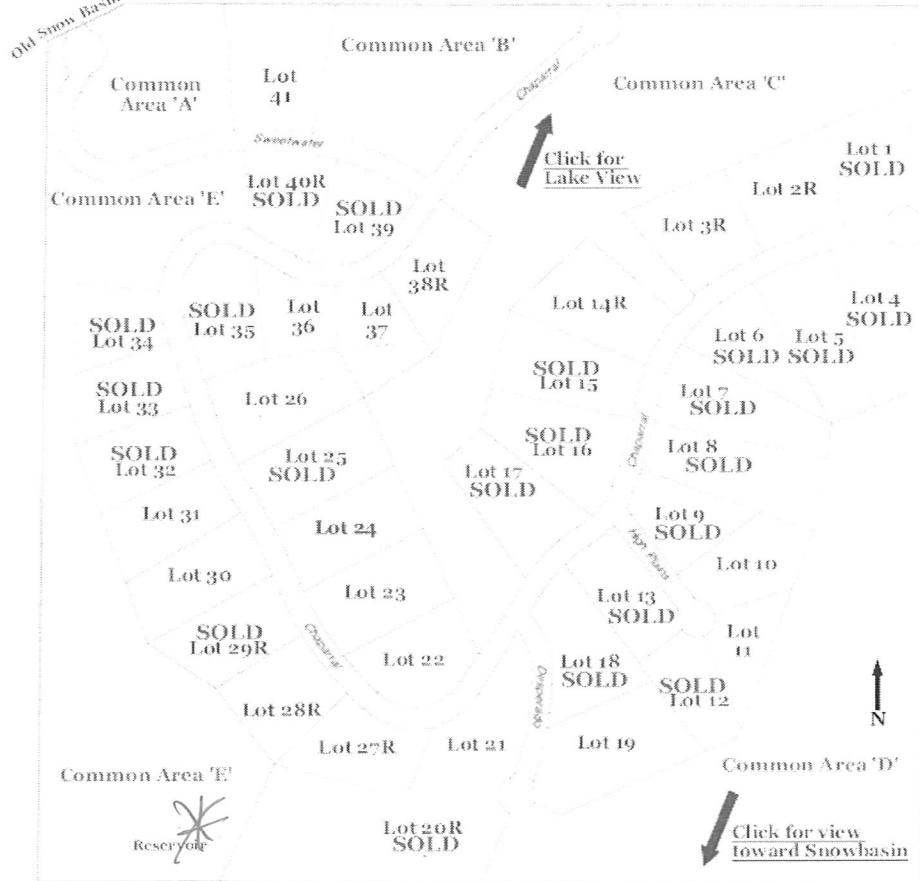 Old Snow Basin
Common Area 'B'
Common
Area 'A'
Lot
41
Chaparral
Common Area 'C'
Sweetwater
Click for
Lake View
Lot 1
SOLD
Lot 2R
Lot 40R
SOLD
Common Area 'E'
SOLD
Lot 39
Lot 3R
Lot
38R
Lot 14R
Lot 4
SOLD
SOLD
Lot 35
Lot
36
Lot
37
SOLD
Lot 34
Lot 6
SOLD
Lot 5
SOLD
SOLD
Lot 15
SOLD
Lot 33
Lot 26
Lot 7
SOLD
SOLD
Lot 16
Chaparral
Lot 8
SOLD
SOLD
Lot 32
Lot 25
SOLD
Lot 17
SOLD
Lot 31
Lot 24
Lot 9
SOLD
High Plains
Lot 10
Lot 30
Lot 23
Lot 13
SOLD
SOLD
Lot 29R
Chaparral
Lot 22
Lot
11
Lot 18
SOLD
Desperado
SOLD
Lot 12
N
Lot 28R
Lot 27R
Lot 21
Lot 19
Common Area 'E'
Common Area 'D'
Reservoir
Lot 20R
SOLD
Click for view
toward Snowbasin